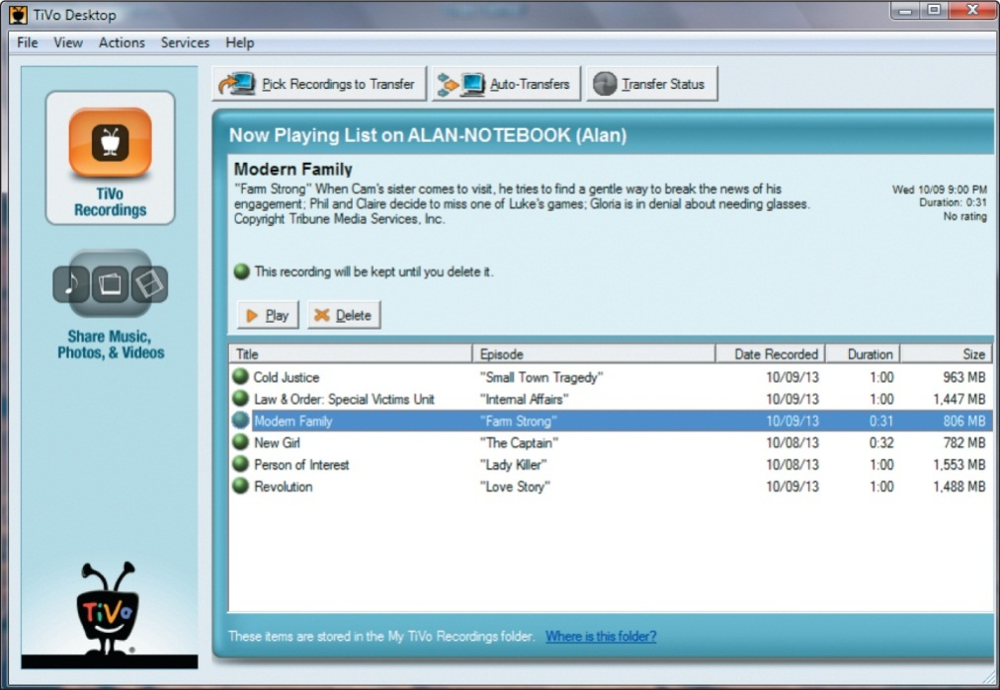 TiVo Desktop
File View Actions Services Help
Pick Recordings to Transfer Auto-Transfers Transfer Status
TiVo
Recordings
Share Music,
Photos, & Videos
TiVo
Now Playing List on ALAN-NOTEBOOK (Alan)
Modern Family
"Farm Strong" When Cam's sister comes to visit, he tries to find a gentle way to break the news of his
engagement; Phil and Claire decide to miss one of Luke's games; Gloria is in denial about needing glasses.
Copyright Tribune Media Services, Inc.
Wed 10/09 9:00 PM
Duration: 0:31
No rating
This recording will be kept until you delete it.
Play Delete
Title Episode Date Recorded Duration Size
Cold Justice "Small Town Tragedy" 10/09/13 1:00 963 MB
Law & Order: Special Victims Unit "Internal Affairs" 10/09/13 1:00 1,447 MB
Modern Family "Farm Strong" 10/09/13 0:31 806 MB
New Girl "The Captain" 10/08/13 0:32 782 MB
Person of Interest "Lady Killer" 10/08/13 1:00 1,553 MB
Revolution "Love Story" 10/09/13 1:00 1,488 MB
These items are stored in the My TiVo Recordings folder. Where is this folder?